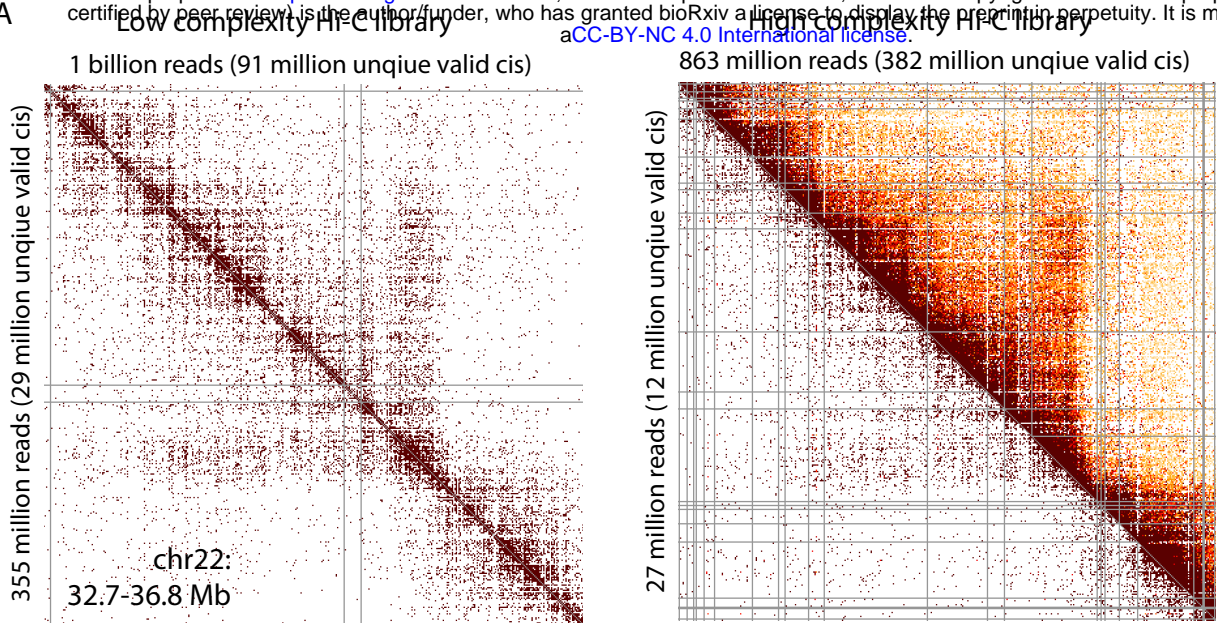 A
certified by peer review) is the author/funder, who has granted bioRxiv a license to display the preprint in perpetuity. It is m
aCC-BY-NC 4.0 International license.
Low complexity Hi-C library
1 billion reads (91 million unqiue valid cis)
355 million reads (29 million unqiue valid cis)
chr22:
32.7-36.8 Mb
High complexity Hi-C library
863 million reads (382 million unqiue valid cis)
27 million reads (12 million unqiue valid cis)